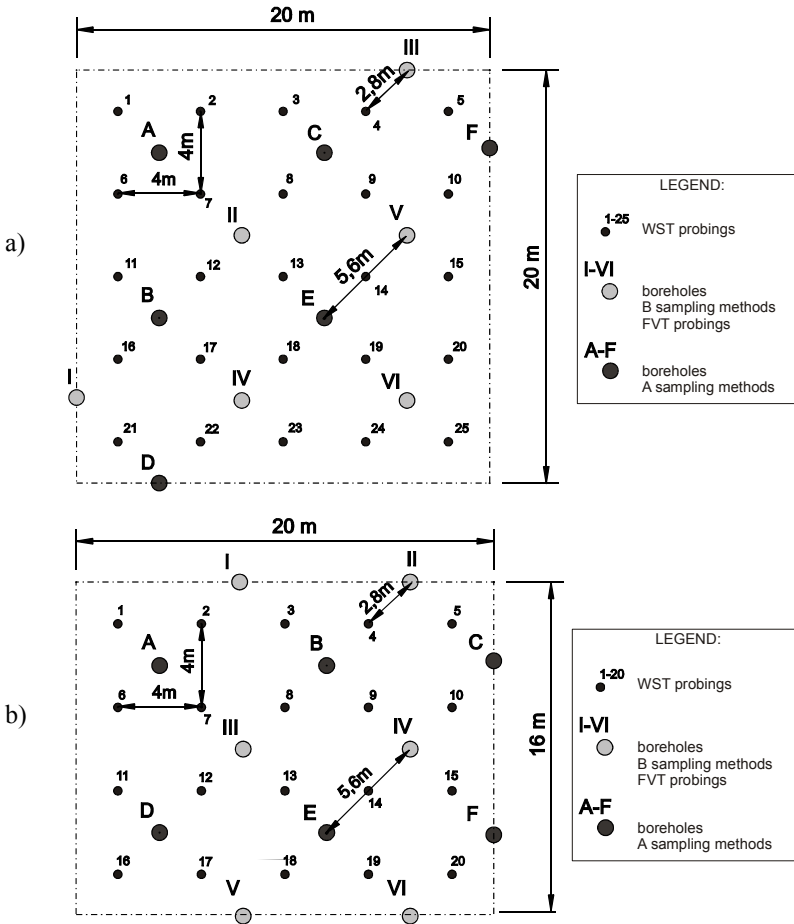 20 m
III
2,8m
1
2
3
4
5
A
C
F
4m
20 m
6
4m
7
8
9
10
II
V
a)
5,6m
11
12
13
14
15
B
E
16
17
18
19
20
I
IV
VI
21
22
23
24
25
D
LEGEND:
1-25
WST probings
I-VI
boreholes
B sampling methods
FVT probings
A-F
boreholes
A sampling methods
20 m
I
II
2,8m
1
2
3
4
5
A
B
C
4m
6
4m
7
8
9
10
16 m
III
IV
b)
5,6m
11
12
13
14
15
D
E
F
16
17
18
19
20
V
VI
LEGEND:
1-20
WST probings
I-VI
boreholes
B sampling methods
FVT probings
A-F
boreholes
A sampling methods